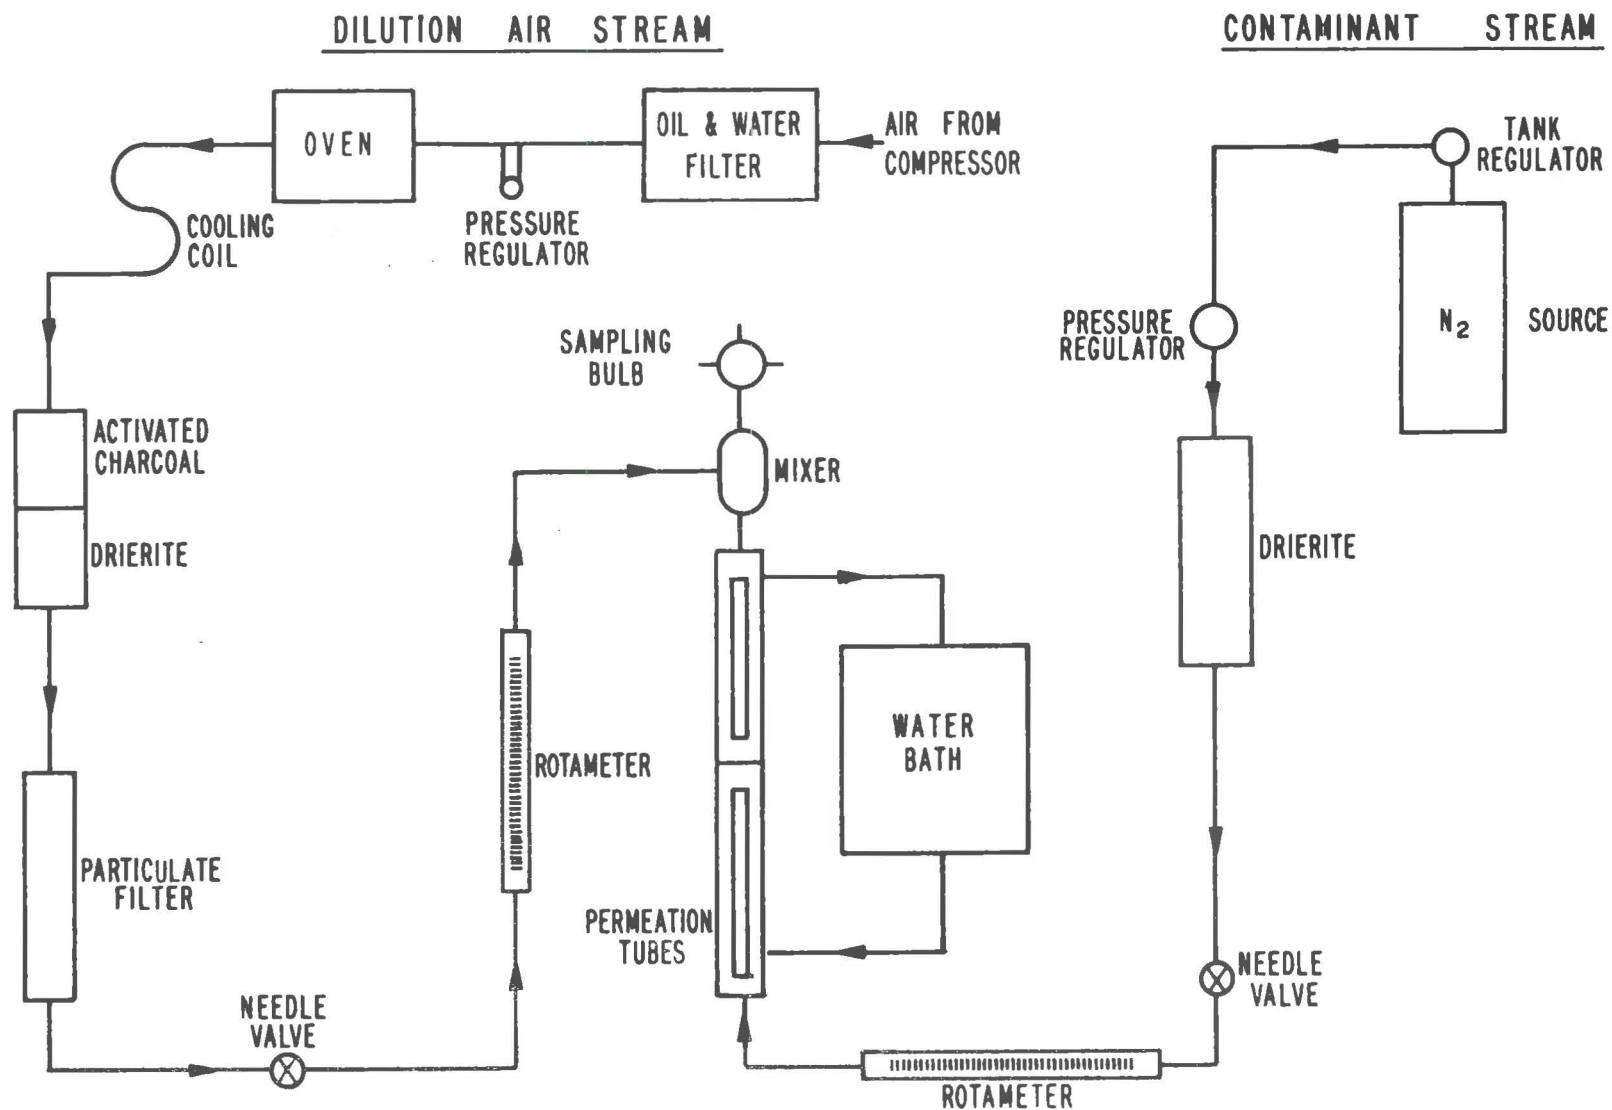 DILUTION AIR STREAM
CONTAMINANT STREAM
OVEN
OIL & WATER
FILTER
AIR FROM
COMPRESSOR
TANK
REGULATOR
COOLING
COIL
PRESSURE
REGULATOR
SAMPLING
BULB
PRESSURE
REGULATOR
N2
SOURCE
ACTIVATED
CHARCOAL
MIXER
DRIERITE
DRIERITE
ROTAMETER
WATER
BATH
PARTICULATE
FILTER
PERMEATION
TUBES
NEEDLE
VALVE
NEEDLE
VALVE
ROTAMETER